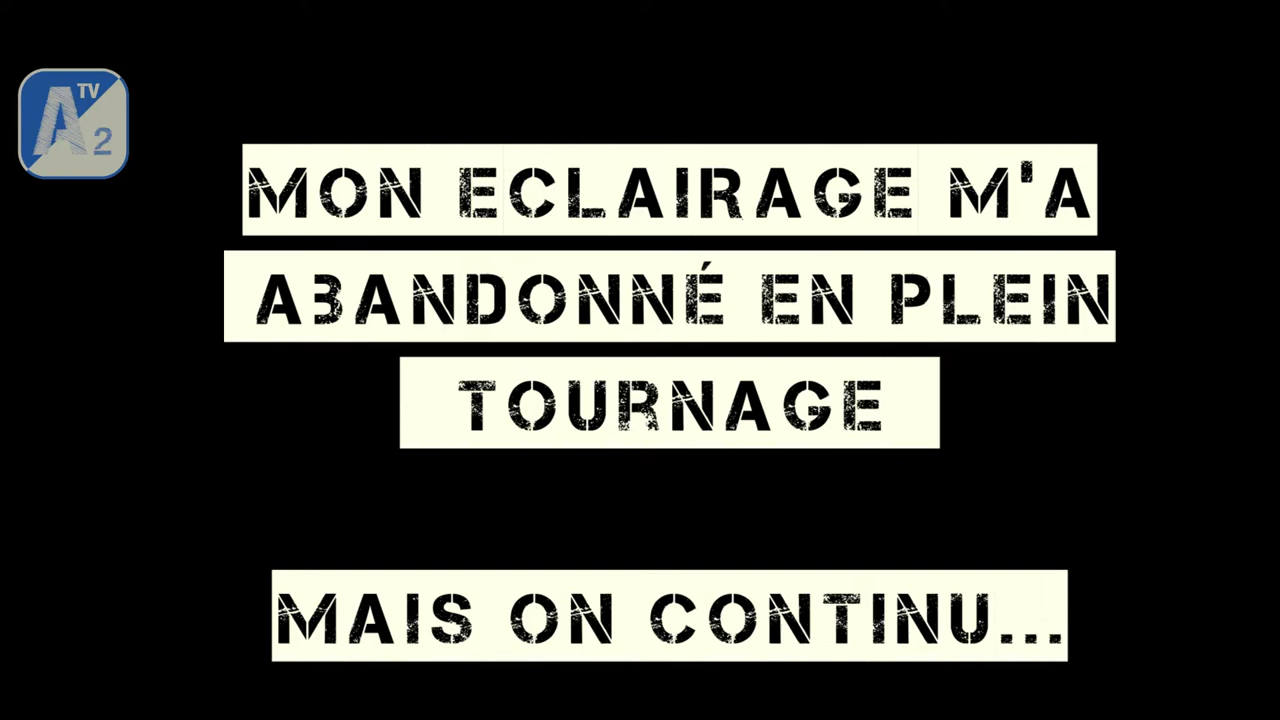 A TV 2
MON ECLAIRAGE M'A
ABANDONNÉ EN PLEIN
TOURNAGE
MAIS ON CONTINU...